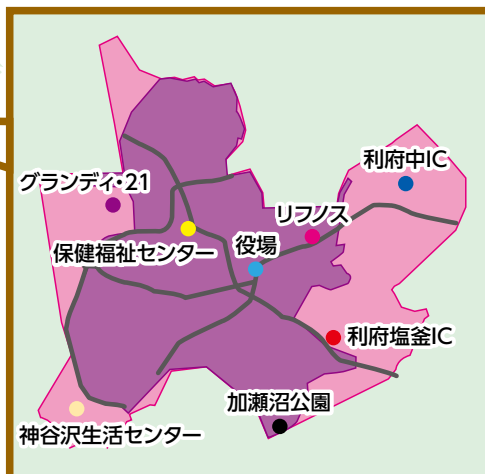 利府中IC
グランディ・21
リフノス
保健福祉センター
役場
利府塩釜IC
加瀬沼公園
神谷沢生活センター